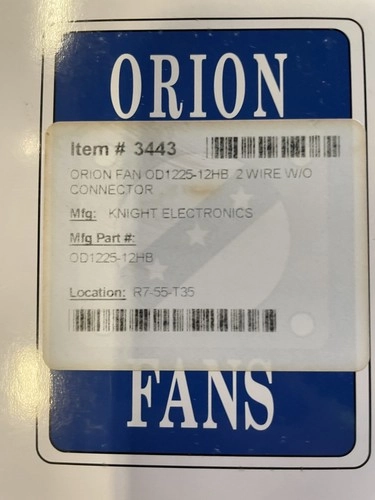 ORION
Item # 3443
ORION FAN OD1225-12HB 2 WIRE W/O
CONNECTOR
Mfg: KNIGHT ELECTRONICS
Mfg Part #:
OD1225-12HB
Location: R7-55-T35
FANS